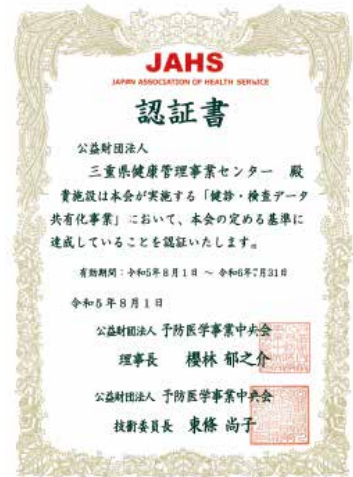 JAHS
JAPAN ASSOCIATION OF HEALTH SERVICE
認証書
公益財団法人
三重県健康管理事業センター 殿
貴施設は本会が実施する「健診・検査データ
共有化事業」において、本会の定める基準に
達成していることを認証いたします。
有効期間:令和5年8月1日 ~ 令和6年7月31日
令和5年8月1日
公益財団法人 予防医学事業中央会
理事長 櫻林 郁之介
公益財団法人 予防医学事業中央会
技術委員長 東條 尚子